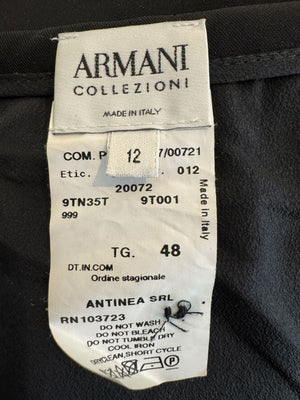 ARMANI
COLLEZIONI
MADE IN ITALY
COM. P 7/00721
12
Etic. 012
20072
9TN35T 9T001
999
Made in Italy
TG. 48
DT.IN.COM
Ordine stagionale
ANTINEA SRL
RN103723
DO NOT WASH
DO NOT BLEACH
DO NOT TUMBLE DRY
COOL IRON
DRYCLEAN,SHORT CYCLE
P